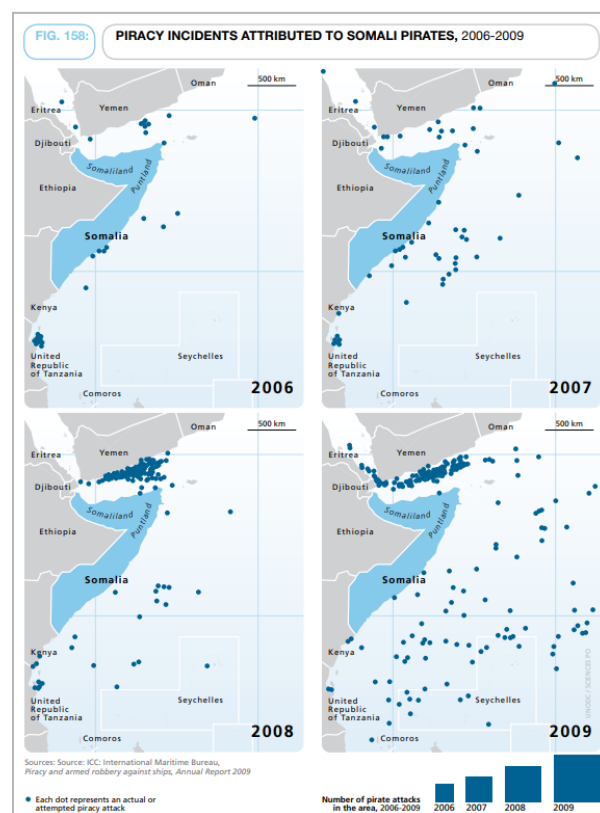 FIG. 158:
PIRACY INCIDENTS ATTRIBUTED TO SOMALI PIRATES, 2006-2009
Oman
500 km
Eritrea
Yemen
Djibouti
Somaliland
Puntland
Ethiopia
Somalia
Kenya
United
Republic
of Tanzania
Seychelles
Comoros
2006
Oman
500 km
Eritrea
Yemen
Djibouti
Somaliland
Puntland
Ethiopia
Somalia
Kenya
United
Republic
of Tanzania
Seychelles
Comoros
2007
Oman
500 km
Eritrea
Yemen
Djibouti
Somaliland
Puntland
Ethiopia
Somalia
Kenya
United
Republic
of Tanzania
Seychelles
Comoros
2008
Oman
500 km
Eritrea
Yemen
Djibouti
Somaliland
Puntland
Ethiopia
Somalia
Kenya
United
Republic
of Tanzania
Seychelles
Comoros
2009
UNODC / SCIENCES PO
Sources: Source: ICC: International Maritime Bureau,
Piracy and armed robbery against ships, Annual Report 2009
Each dot represents an actual or
attempted piracy attack
Number of pirate attacks
in the area, 2006-2009
2006
2007
2008
2009